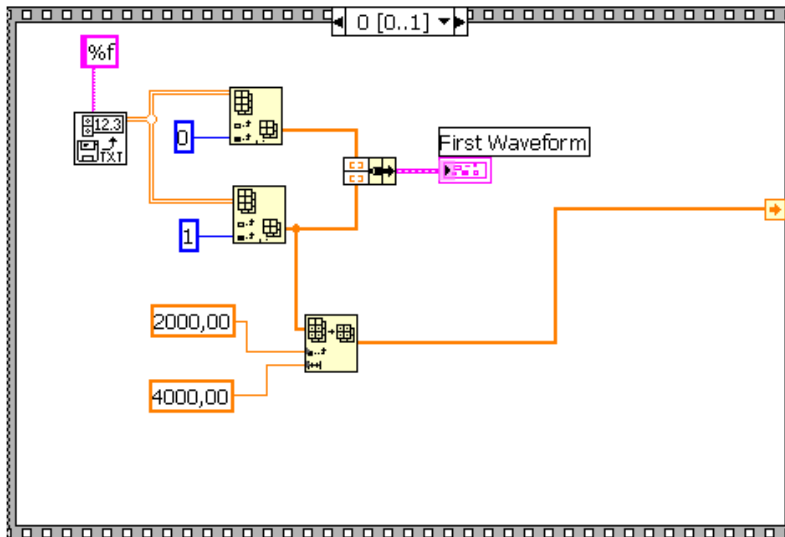 0 [0..1]
%f
12.3
TXT
0
First Waveform
1
2000,00
4000,00